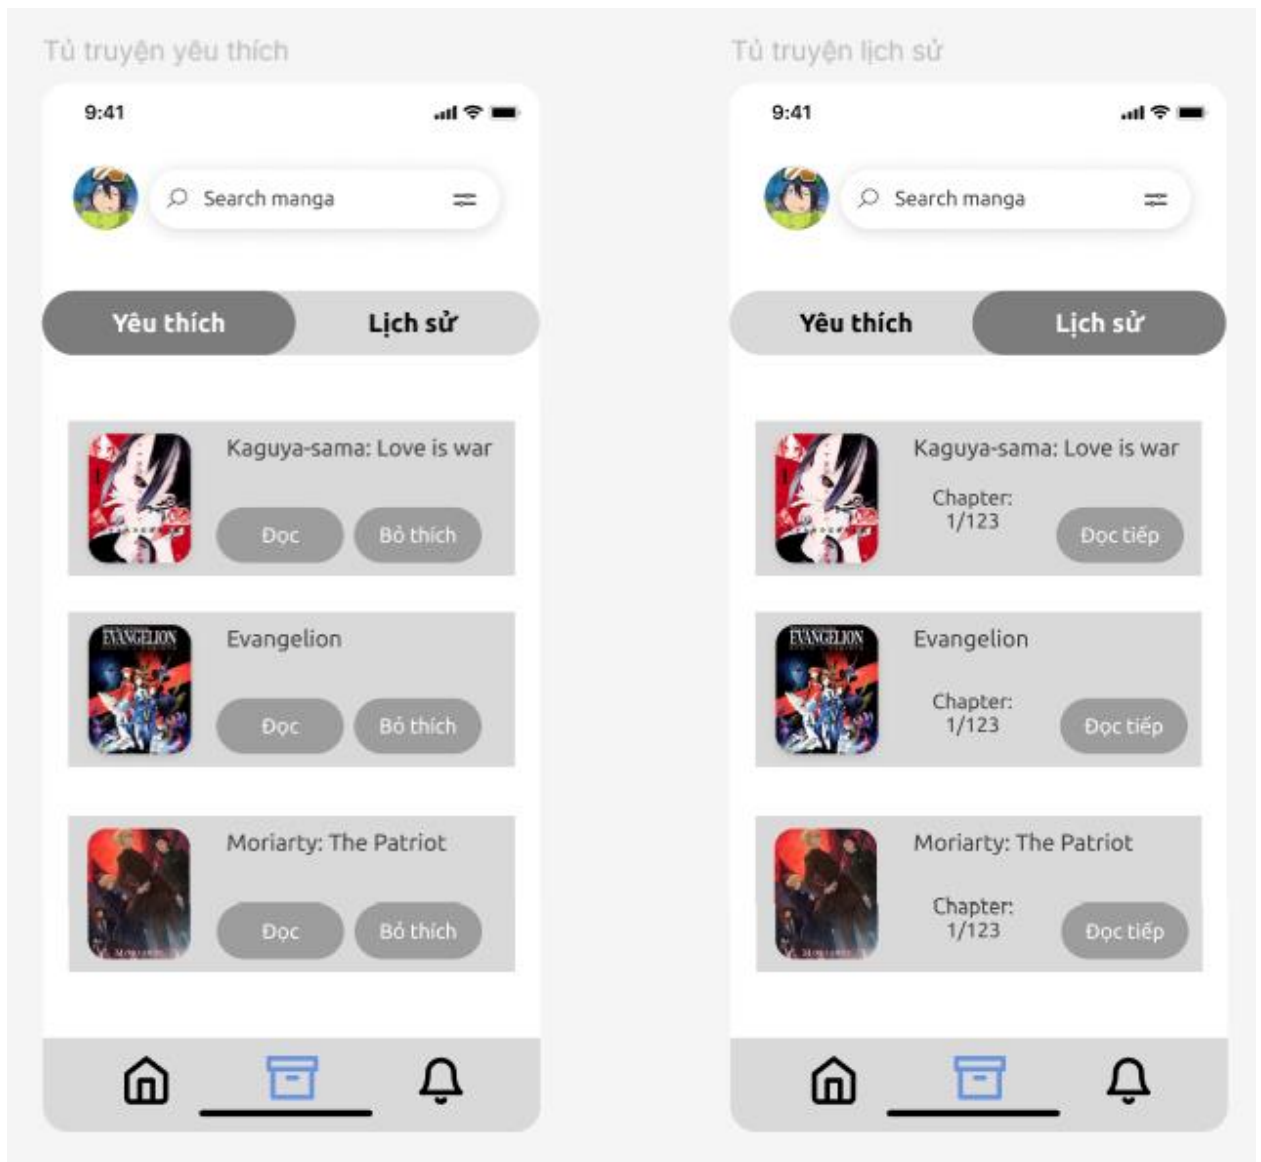 Tủ truyện yêu thích
9:41
Search manga
Yêu thích
Lịch sử
Kaguya-sama: Love is war
Đọc
Bỏ thích
EVANGELION
Evangelion
Đọc
Bỏ thích
Moriarty: The Patriot
Đọc
Bỏ thích
Tủ truyện lịch sử
9:41
Search manga
Yêu thích
Lịch sử
Kaguya-sama: Love is war
Chapter:
1/123
Đọc tiếp
EVANGELION
Evangelion
Chapter:
1/123
Đọc tiếp
Moriarty: The Patriot
Chapter:
1/123
Đọc tiếp